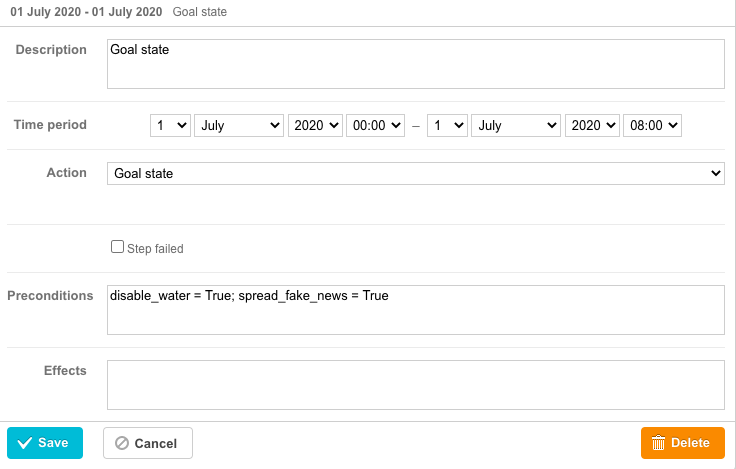 01 July 2020 - 01 July 2020 Goal state
Description Goal state
Time period 1 July 2020 00:00 – 1 July 2020 08:00
Action Goal state
Step failed
Preconditions disable_water = True; spread_fake_news = True
Effects
Save Cancel Delete